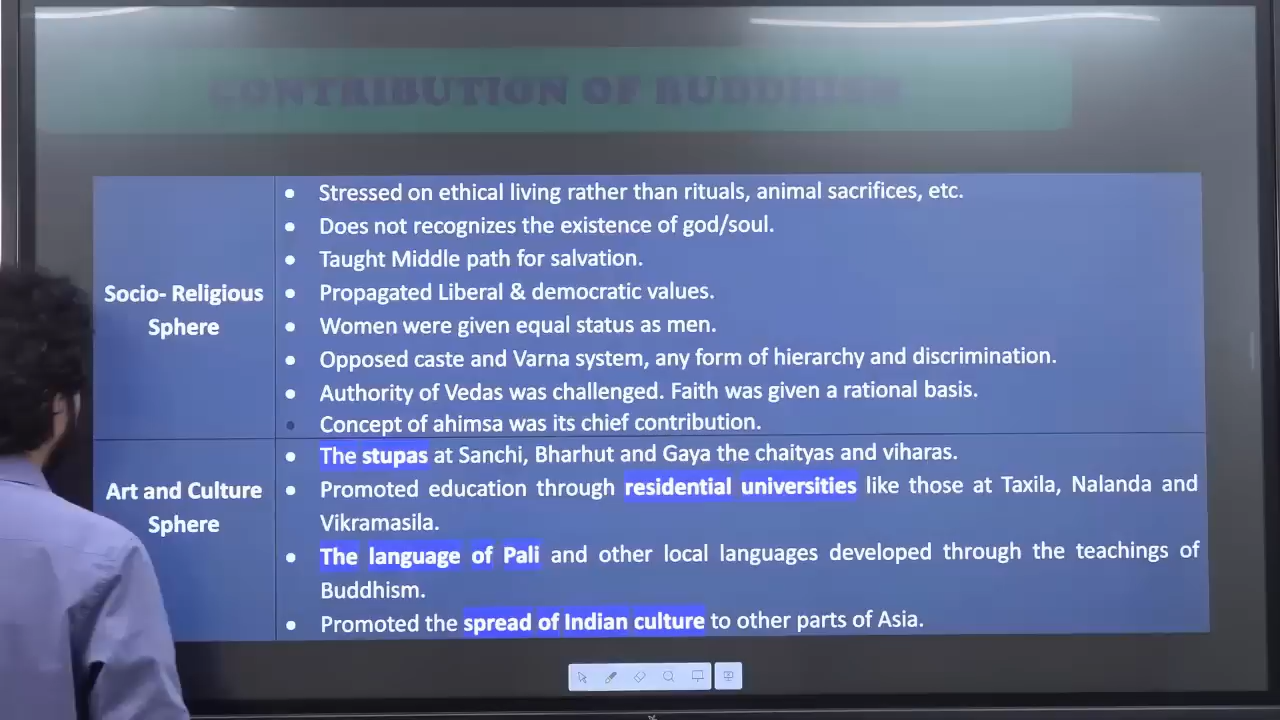 CONTRIBUTION OF BUDDHISM
• Stressed on ethical living rather than rituals, animal sacrifices, etc.
• Does not recognizes the existence of god/soul.
• Taught Middle path for salvation.
Socio- Religious
Sphere
• Propagated Liberal & democratic values.
• Women were given equal status as men.
• Opposed caste and Varna system, any form of hierarchy and discrimination.
• Authority of Vedas was challenged. Faith was given a rational basis.
• Concept of ahimsa was its chief contribution.
Art and Culture
Sphere
• The stupas at Sanchi, Bharhut and Gaya the chaityas and viharas.
• Promoted education through residential universities like those at Taxila, Nalanda and
Vikramasila.
• The language of Pali and other local languages developed through the teachings of
Buddhism.
• Promoted the spread of Indian culture to other parts of Asia.